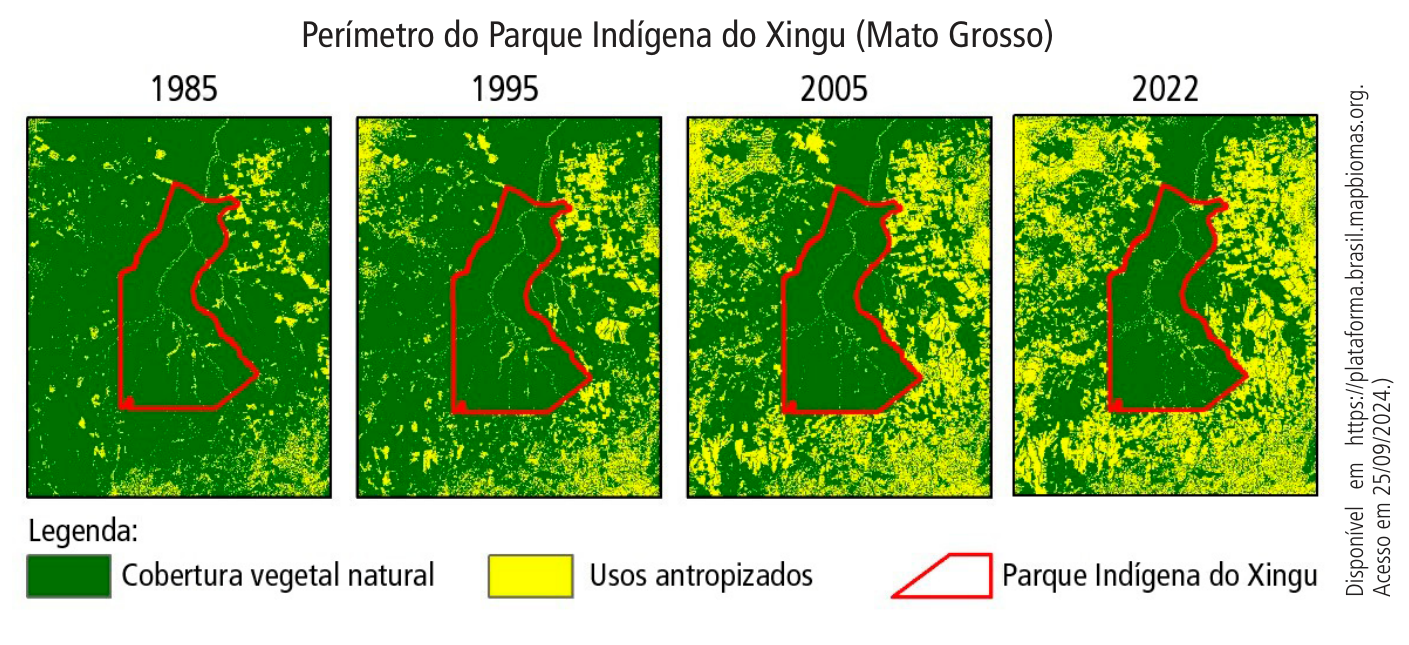 Perímetro do Parque Indígena do Xingu (Mato Grosso)
1985
1995
2005
2022
Legenda:
Cobertura vegetal natural
Usos antropizados
Parque Indígena do Xingu
Disponível em https://plataforma.brasil.mapbiomas.org.
Acesso em 25/09/2024.)